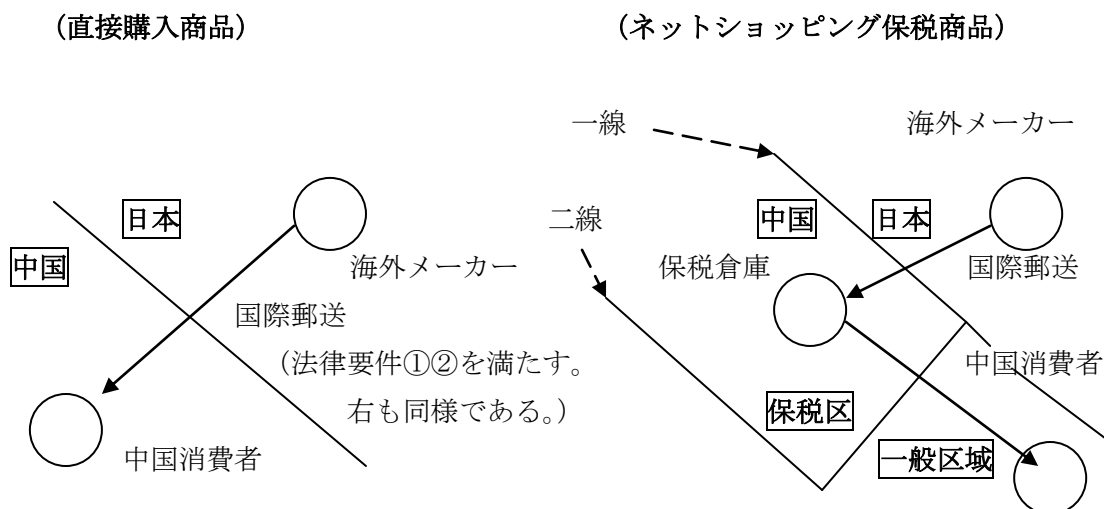 （直接購入商品）
（ネットショッピング保税商品）
日本
中国
海外メーカー
国際郵送
（法律要件①②を満たす。
右も同様である。）
中国消費者
一線
海外メーカー
二線
中国
日本
保税倉庫
国際郵送
中国消費者
保税区
一般区域